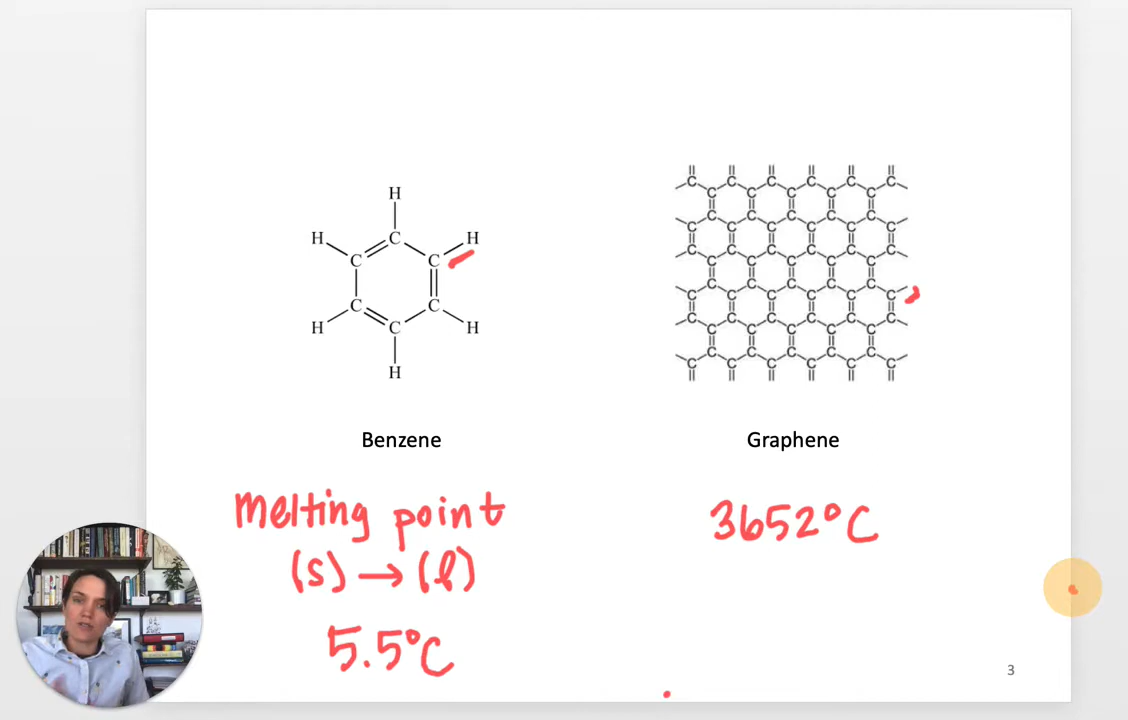 H
H
H
C
C
C
C
C
C
H
H
H
Benzene
Graphene
melting point
3652°C
(s) → (l)
5.5°C
3